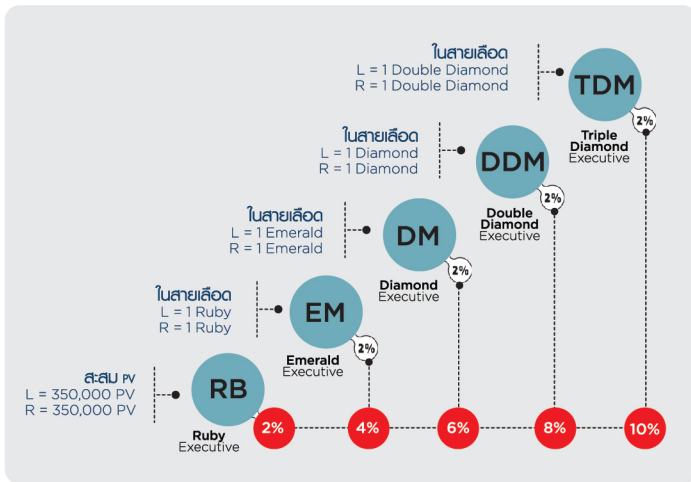 ในสายเลือด
L = 1 Double Diamond
R = 1 Double Diamond
TDM
2%
Triple
Diamond
Executive
ในสายเลือด
L = 1 Diamond
R = 1 Diamond
DDM
2%
Double
Diamond
Executive
ในสายเลือด
L = 1 Emerald
R = 1 Emerald
DM
2%
Diamond
Executive
ในสายเลือด
L = 1 Ruby
R = 1 Ruby
EM
2%
Emerald
Executive
สะสม PV
L = 350,000 PV
R = 350,000 PV
RB
Ruby
Executive
2%
4%
6%
8%
10%